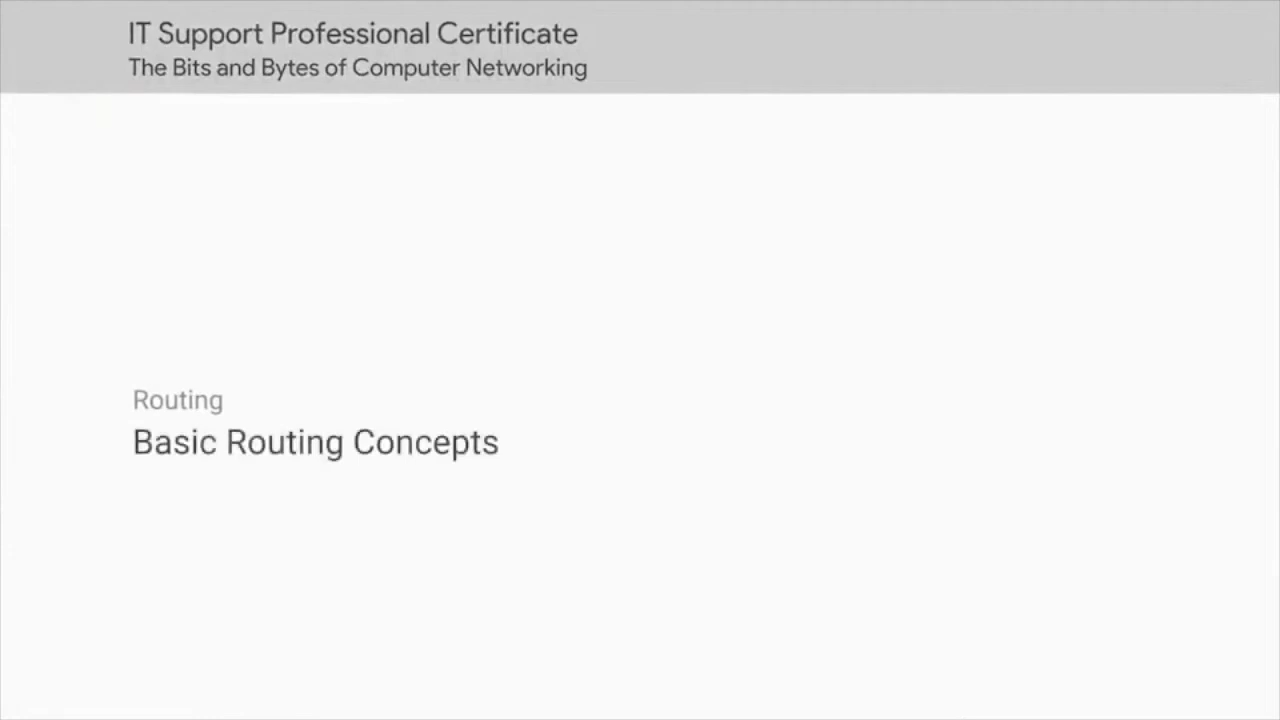 IT Support Professional Certificate
The Bits and Bytes of Computer Networking
Routing
Basic Routing Concepts